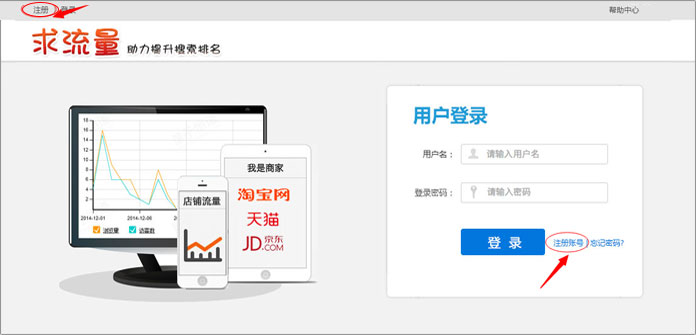 注册 登录 帮助中心
求流量 助力提升搜索排名
用户登录
用户名： 请输入用户名
登录密码： 请输入密码
登 录 注册账号 忘记密码?
18
16
14
12
10
8
6
4
2
0
2014-12-01 2014-12-06
浏览量 访客数
店铺流量
我是商家
淘宝网
天猫
JD 京东
.COM